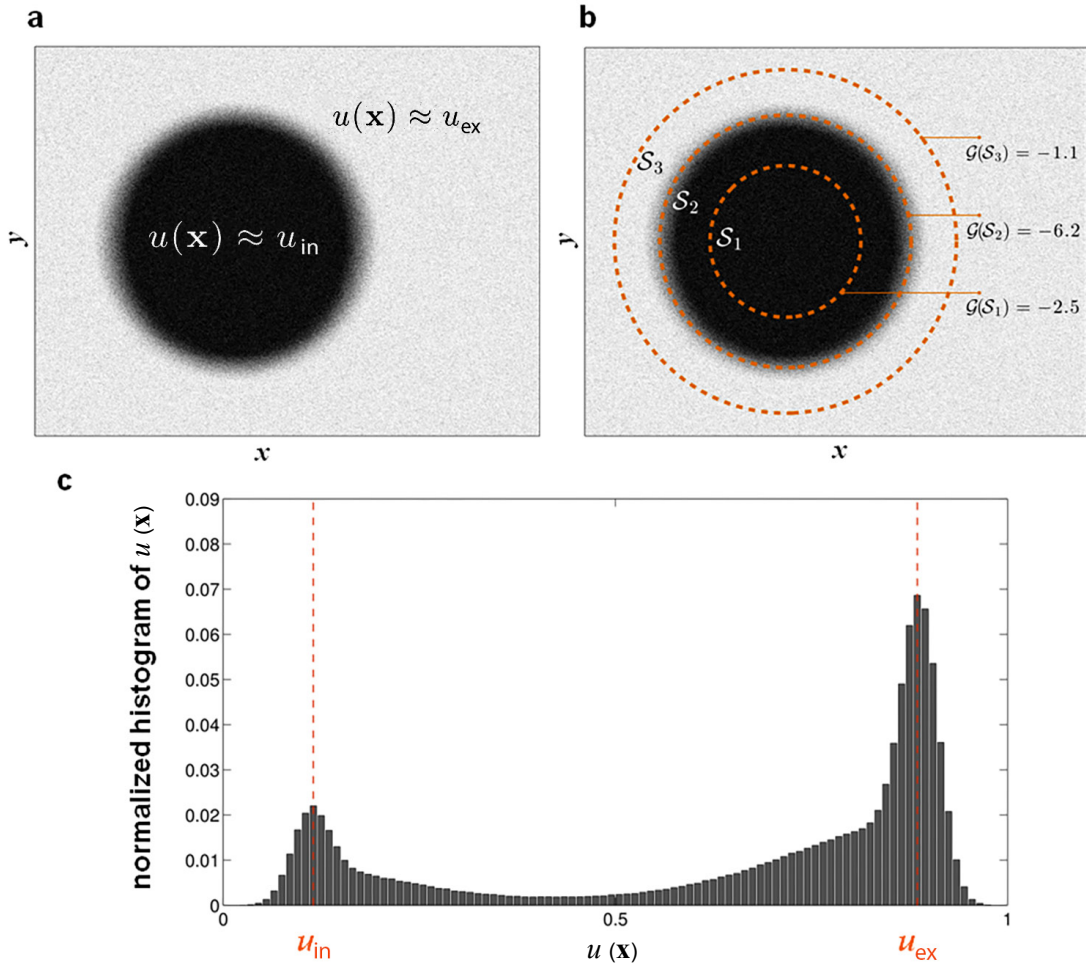 a
u(x) ≈ u_ex
u(x) ≈ u_in
y
x
b
S_3
S_2
S_1
G(S_3) = −1.1
G(S_2) = −6.2
G(S_1) = −2.5
y
x
c
normalized histogram of u (x)
0.09
0.08
0.07
0.06
0.05
0.04
0.03
0.02
0.01
0
0 0.5 1
u_in u (x) u_ex